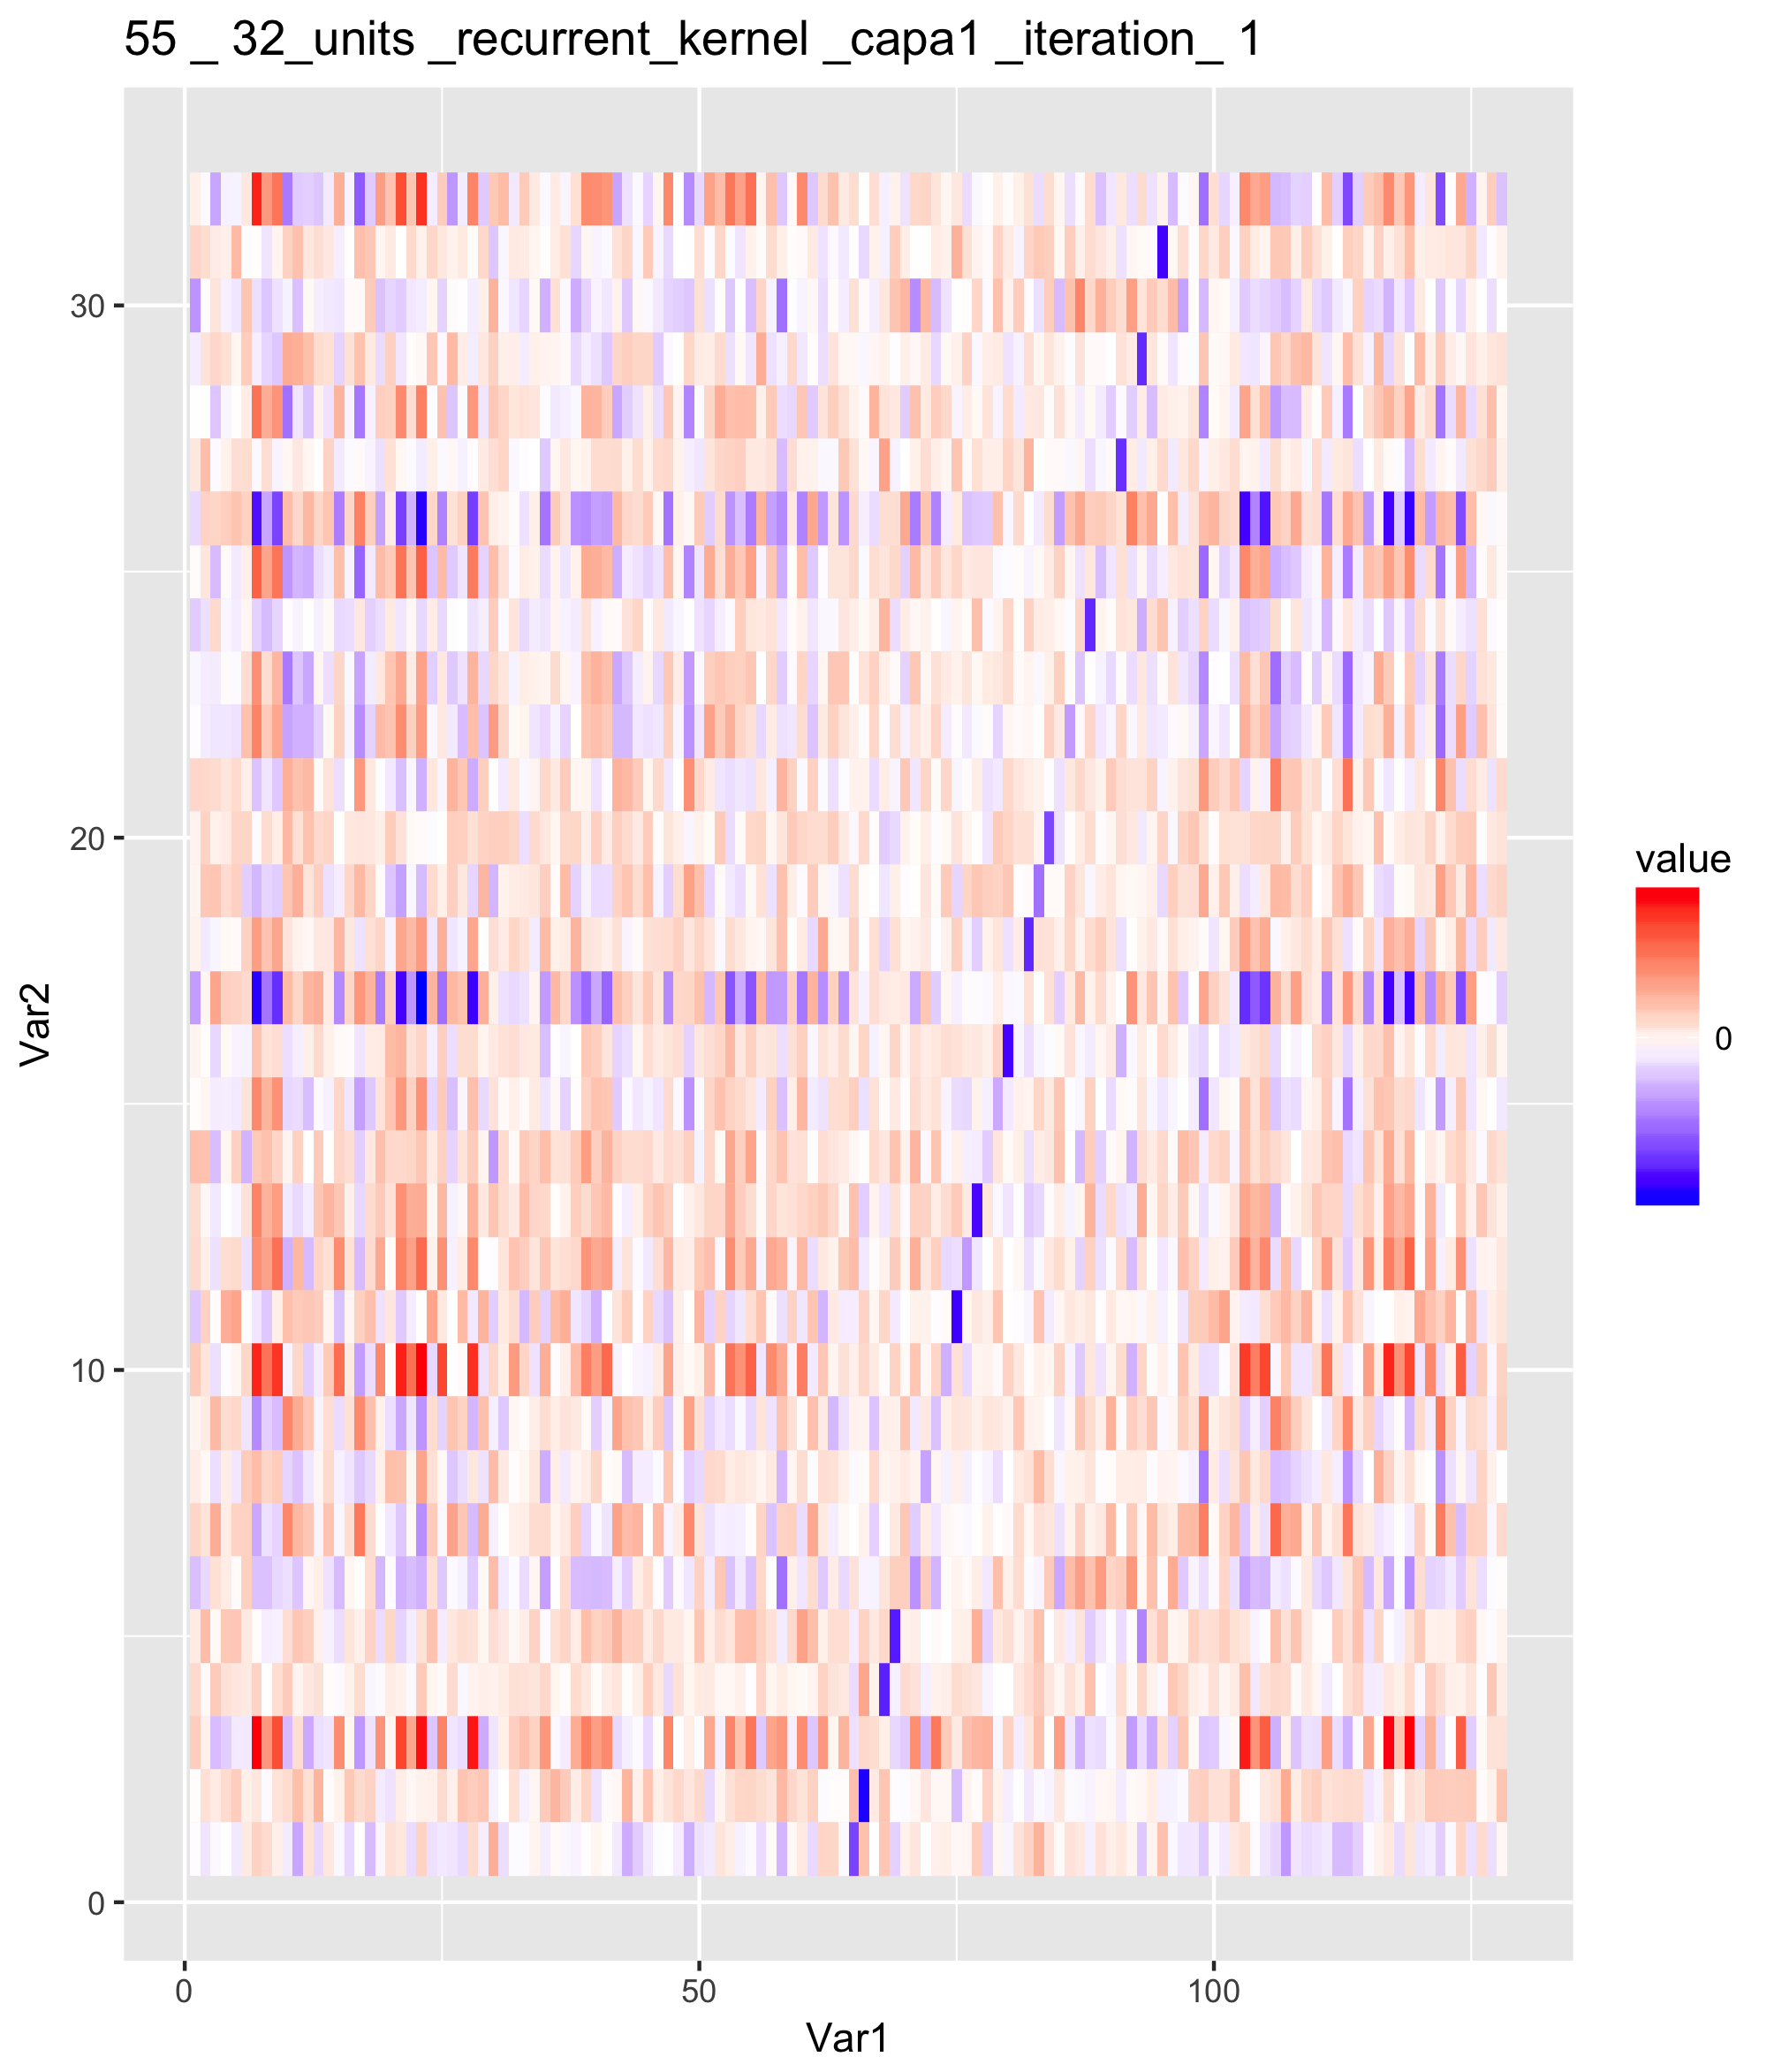 55 _ 32_units _recurrent_kernel _capa1 _iteration_ 1
30
20
10
0
Var2
0
50
100
Var1
value
0